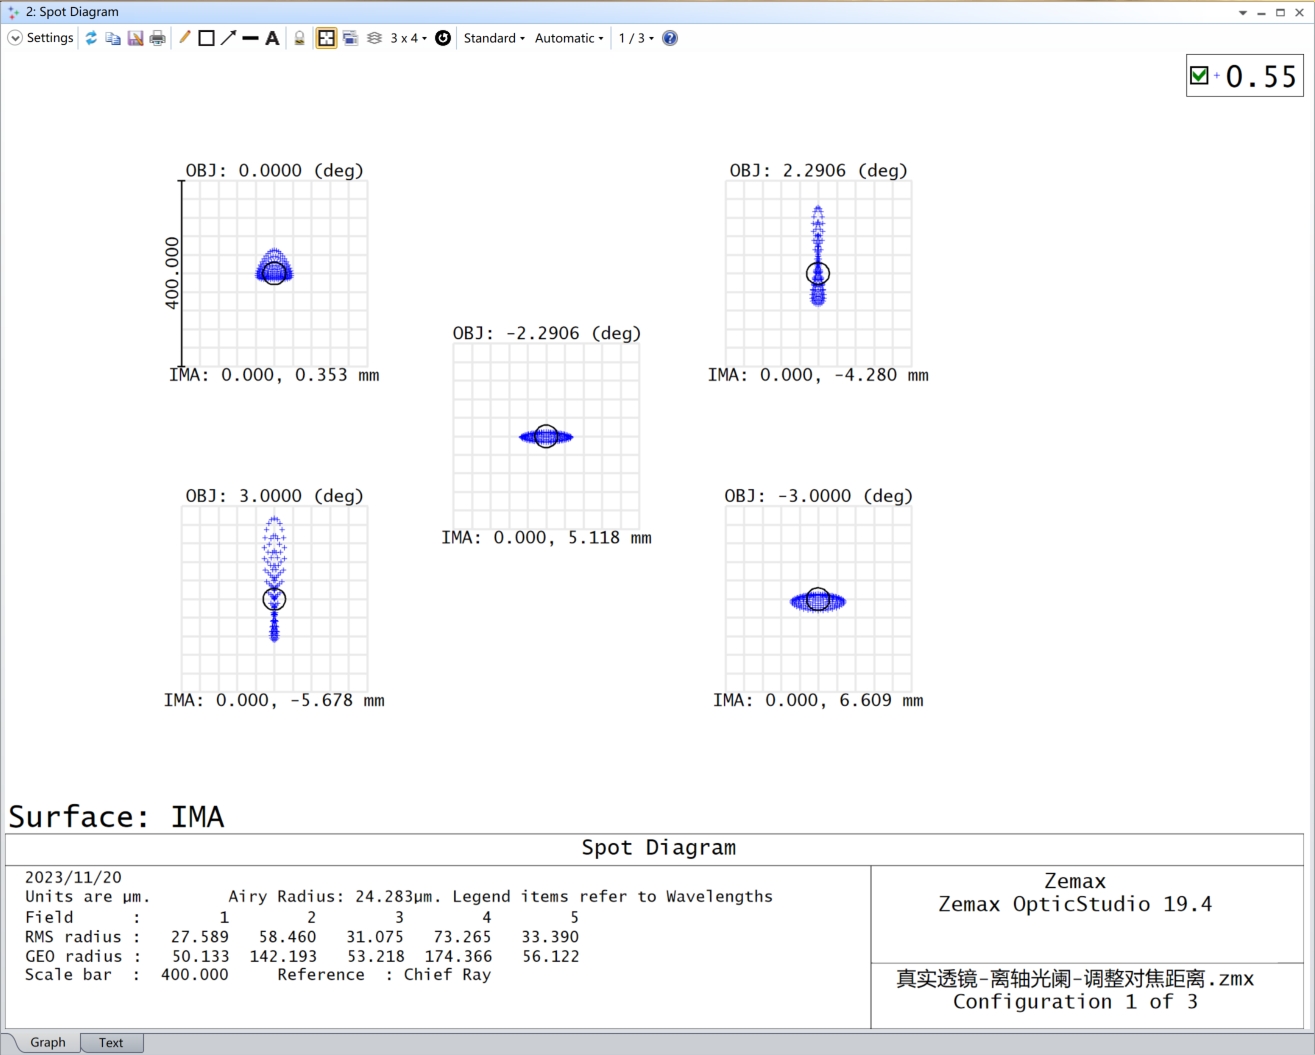 2: Spot Diagram
Settings A 3 x 4 Standard Automatic 1 / 3
+ 0.55
OBJ: 0.0000 (deg)
400.000
IMA: 0.000, 0.353 mm
OBJ: 2.2906 (deg)
IMA: 0.000, -4.280 mm
OBJ: -2.2906 (deg)
IMA: 0.000, 5.118 mm
OBJ: 3.0000 (deg)
IMA: 0.000, -5.678 mm
OBJ: -3.0000 (deg)
IMA: 0.000, 6.609 mm
Surface: IMA
Spot Diagram
2023/11/20
Units are µm. Airy Radius: 24.283µm. Legend items refer to Wavelengths
Field : 1 2 3 4 5
RMS radius : 27.589 58.460 31.075 73.265 33.390
GEO radius : 50.133 142.193 53.218 174.366 56.122
Scale bar : 400.000 Reference : Chief Ray
Zemax
Zemax OpticStudio 19.4
真实透镜-离轴光阑-调整对焦距离.zmx
Configuration 1 of 3
Graph Text